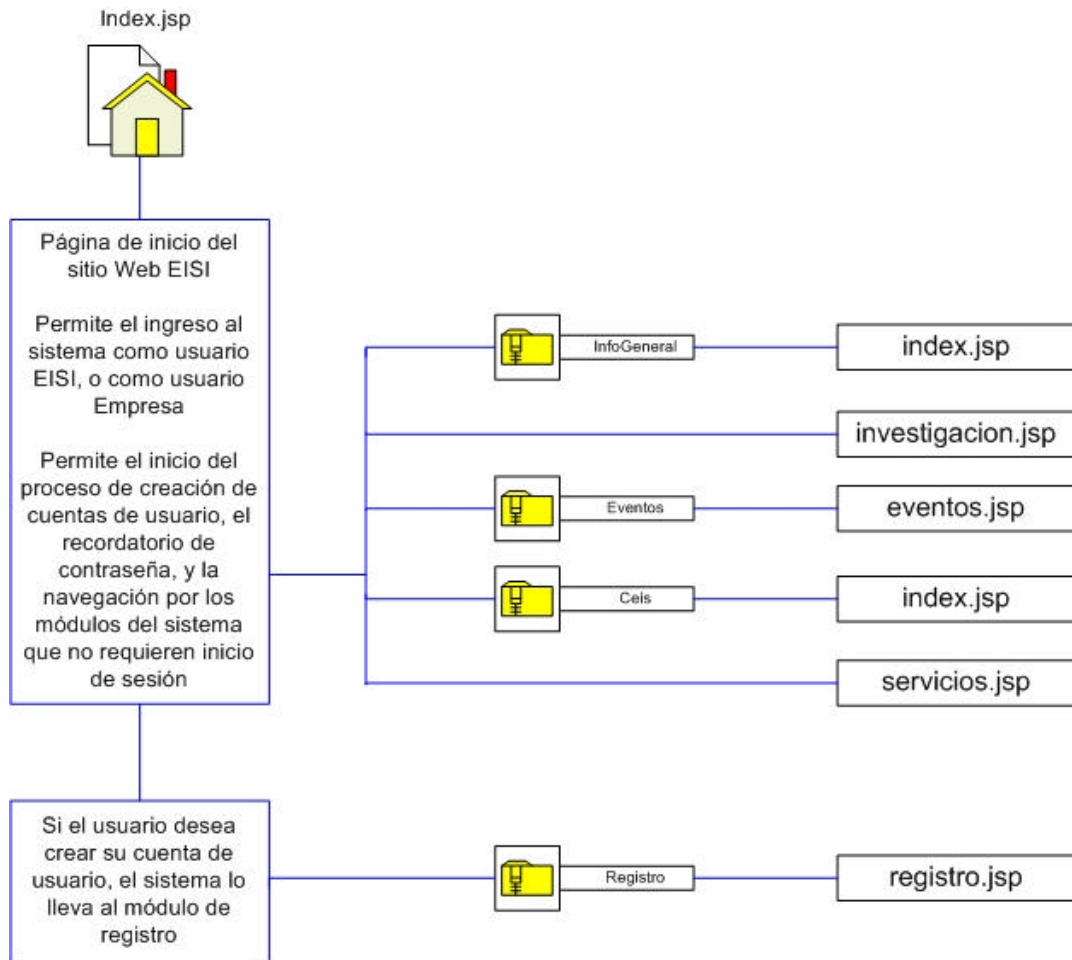 Index.jsp
Página de inicio del
sitio Web EISI
Permite el ingreso al
sistema como usuario
EISI, o como usuario
Empresa
Permite el inicio del
proceso de creación de
cuentas de usuario, el
recordatorio de
contraseña, y la
navegación por los
módulos del sistema
que no requieren inicio
de sesión
InfoGeneral
index.jsp
investigacion.jsp
Eventos
eventos.jsp
Ceis
index.jsp
servicios.jsp
Si el usuario desea
crear su cuenta de
usuario, el sistema lo
lleva al módulo de
registro
Registro
registro.jsp